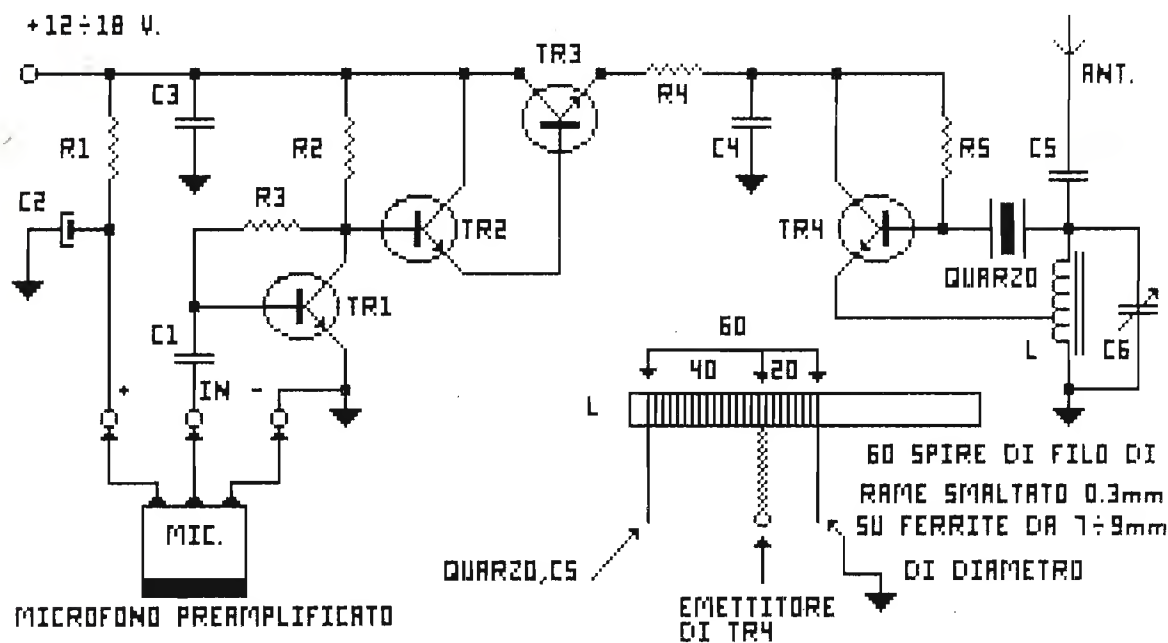 +12÷18 V.
TR3
ANT.
C3
R4
R1
R2
C4
R5
C5
C2
R3
TR2
TR4
QUARZO
TR1
C1
60
L
C6
+
IN
-
40
20
L
60 SPIRE DI FILO DI
RAME SMALTATO 0.3mm
SU FERRITE DA 7÷9mm
DI DIAMETRO
MIC.
QUARZO,C5
MICROFONO PREAMPLIFICATO
EMETTITORE
DI TR4